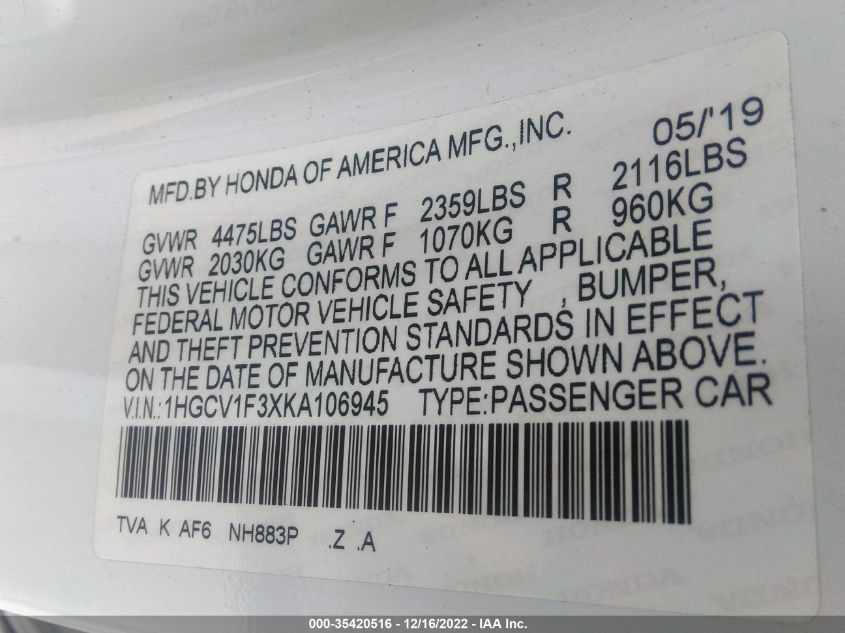 05/'19
MFD.BY HONDA OF AMERICA MFG.,INC.
GVWR 4475LBS GAWR F 2359LBS R 2116LBS
GVWR 2030KG GAWR F 1070KG R 960KG
THIS VEHICLE CONFORMS TO ALL APPLICABLE
FEDERAL MOTOR VEHICLE SAFETY , BUMPER,
AND THEFT PREVENTION STANDARDS IN EFFECT
ON THE DATE OF MANUFACTURE SHOWN ABOVE.
V.I.N.:1HGCV1F3XKA106945 TYPE:PASSENGER CAR
TVA K AF6 NH883P .Z .A
000-35420516 - 12/16/2022 - IAA Inc.